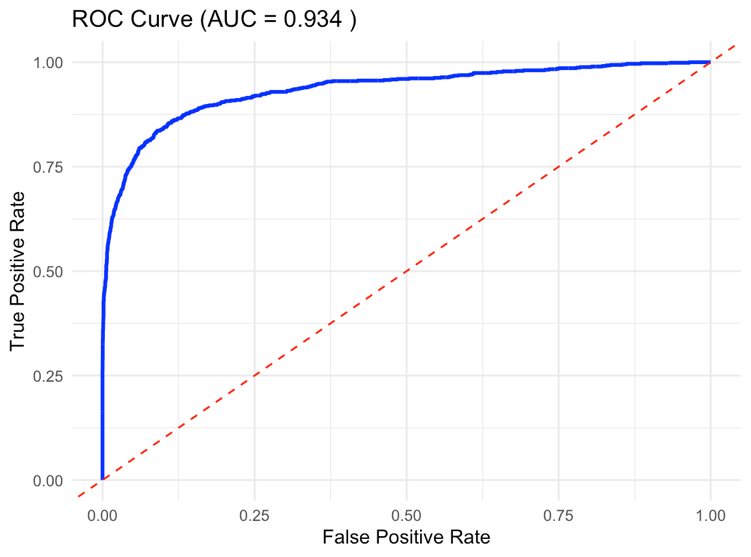 ROC Curve (AUC = 0.934 )
True Positive Rate
1.00
0.75
0.50
0.25
0.00
0.00 0.25 0.50 0.75 1.00
False Positive Rate